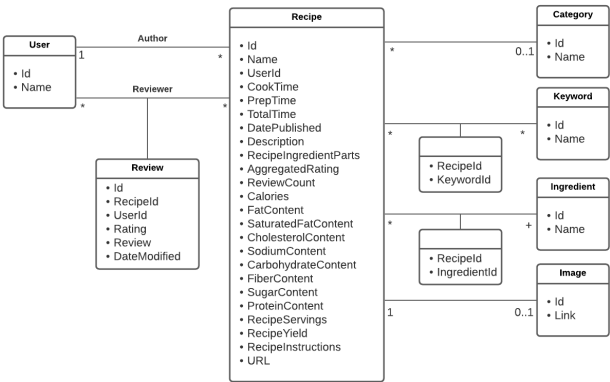 User
• Id
• Name
Author
1
*
Reviewer
*
*
Review
• Id
• RecipeId
• UserId
• Rating
• Review
• DateModified
Recipe
• Id
• Name
• UserId
• CookTime
• PrepTime
• TotalTime
• DatePublished
• Description
• RecipeIngredientParts
• AggregatedRating
• ReviewCount
• Calories
• FatContent
• SaturatedFatContent
• CholesterolContent
• SodiumContent
• CarbohydrateContent
• FiberContent
• SugarContent
• ProteinContent
• RecipeServings
• RecipeYield
• RecipeInstructions
• URL
*
0..1
Category
• Id
• Name
*
*
• RecipeId
• KeywordId
Keyword
• Id
• Name
*
+
• RecipeId
• IngredientId
Ingredient
• Id
• Name
1
0..1
Image
• Id
• Link